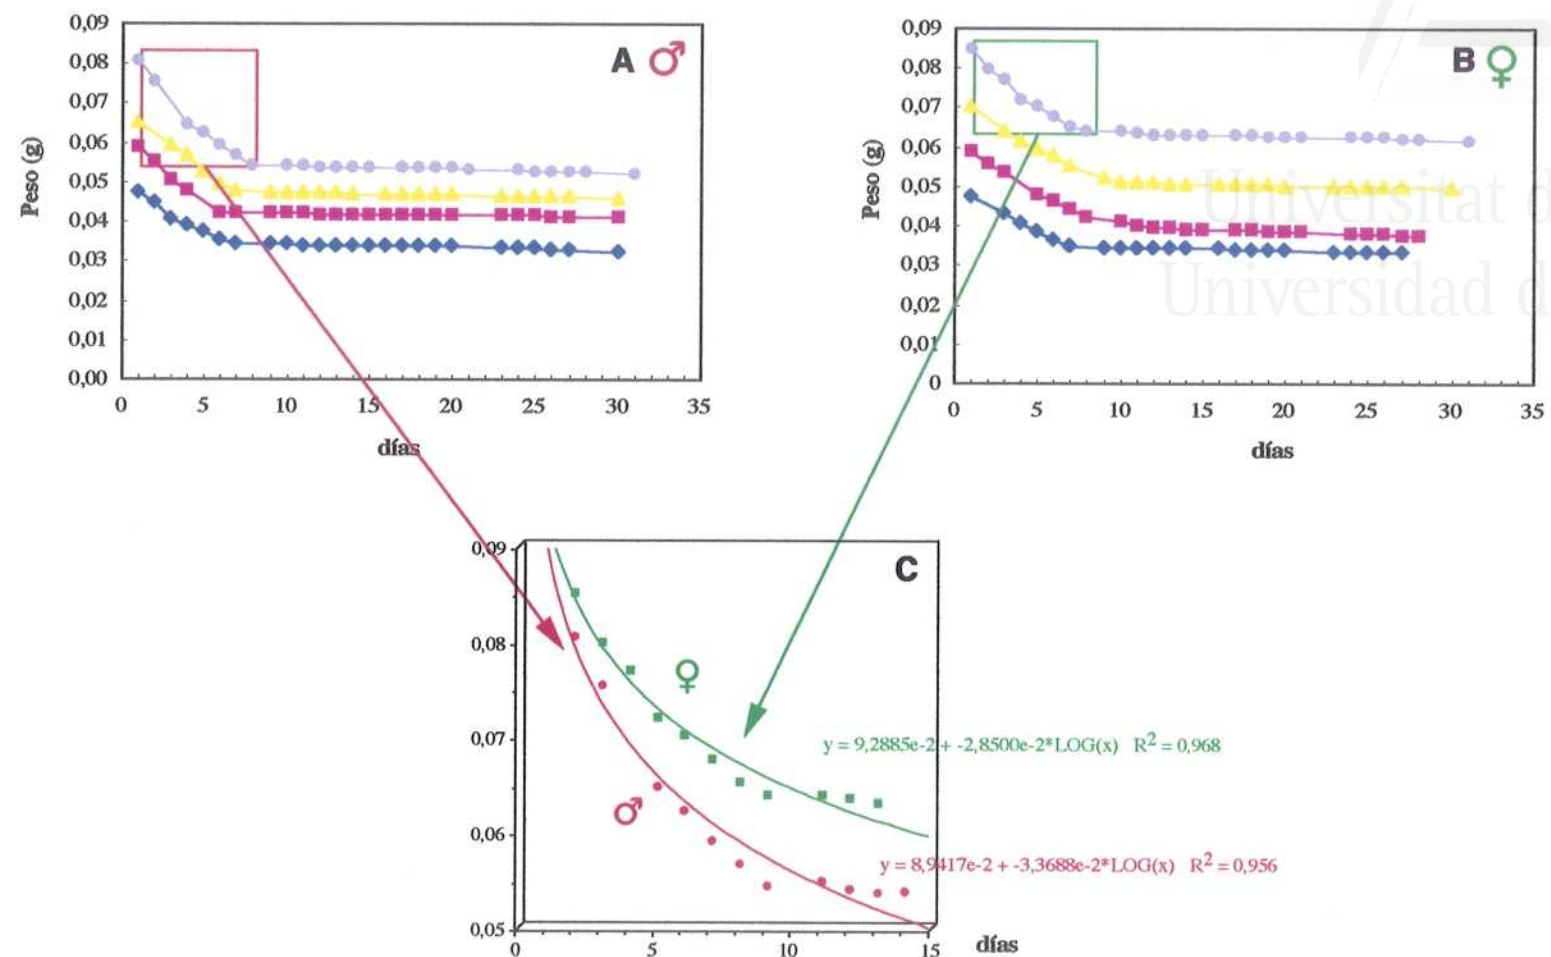 A ♂
Peso (g)
0,09
0,08
0,07
0,06
0,05
0,04
0,03
0,02
0,01
0,00
0 5 10 15 20 25 30 35
días
B ♀
Peso (g)
0,09
0,08
0,07
0,06
0,05
0,04
0,03
0,02
0,01
0
0 5 10 15 20 25 30 35
días
Universitat d
Universidad d
C
0,09
0,08
0,07
0,06
0,05
♀
y = 9,2885e-2 + -2,8500e-2*LOG(x) R² = 0,968
♂
y = 8,9417e-2 + -3,3688e-2*LOG(x) R² = 0,956
0 5 10 15
días